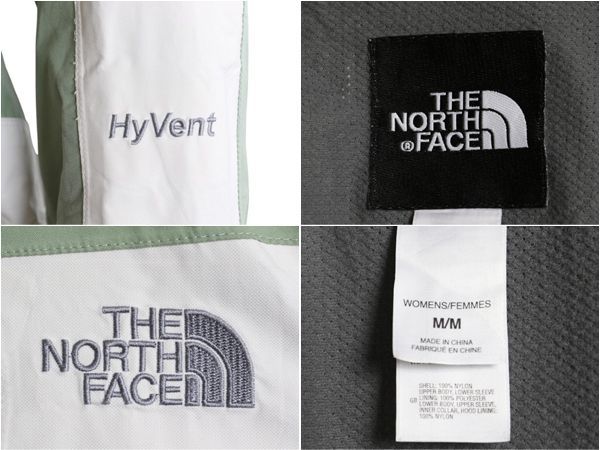 HyVent
THE
NORTH
® FACE
THE
NORTH
FACE
WOMENS/FEMMES
M/M
MADE IN CHINA
FABRIQUÉ EN CHINE
SHELL: 100% NYLON
UPPER BODY, LOWER SLEEVE
GB LINING: 100% POLYESTER
LOWER BODY, UPPER SLEEVE,
INNER COLLAR, HOOD LINING:
100% NYLON